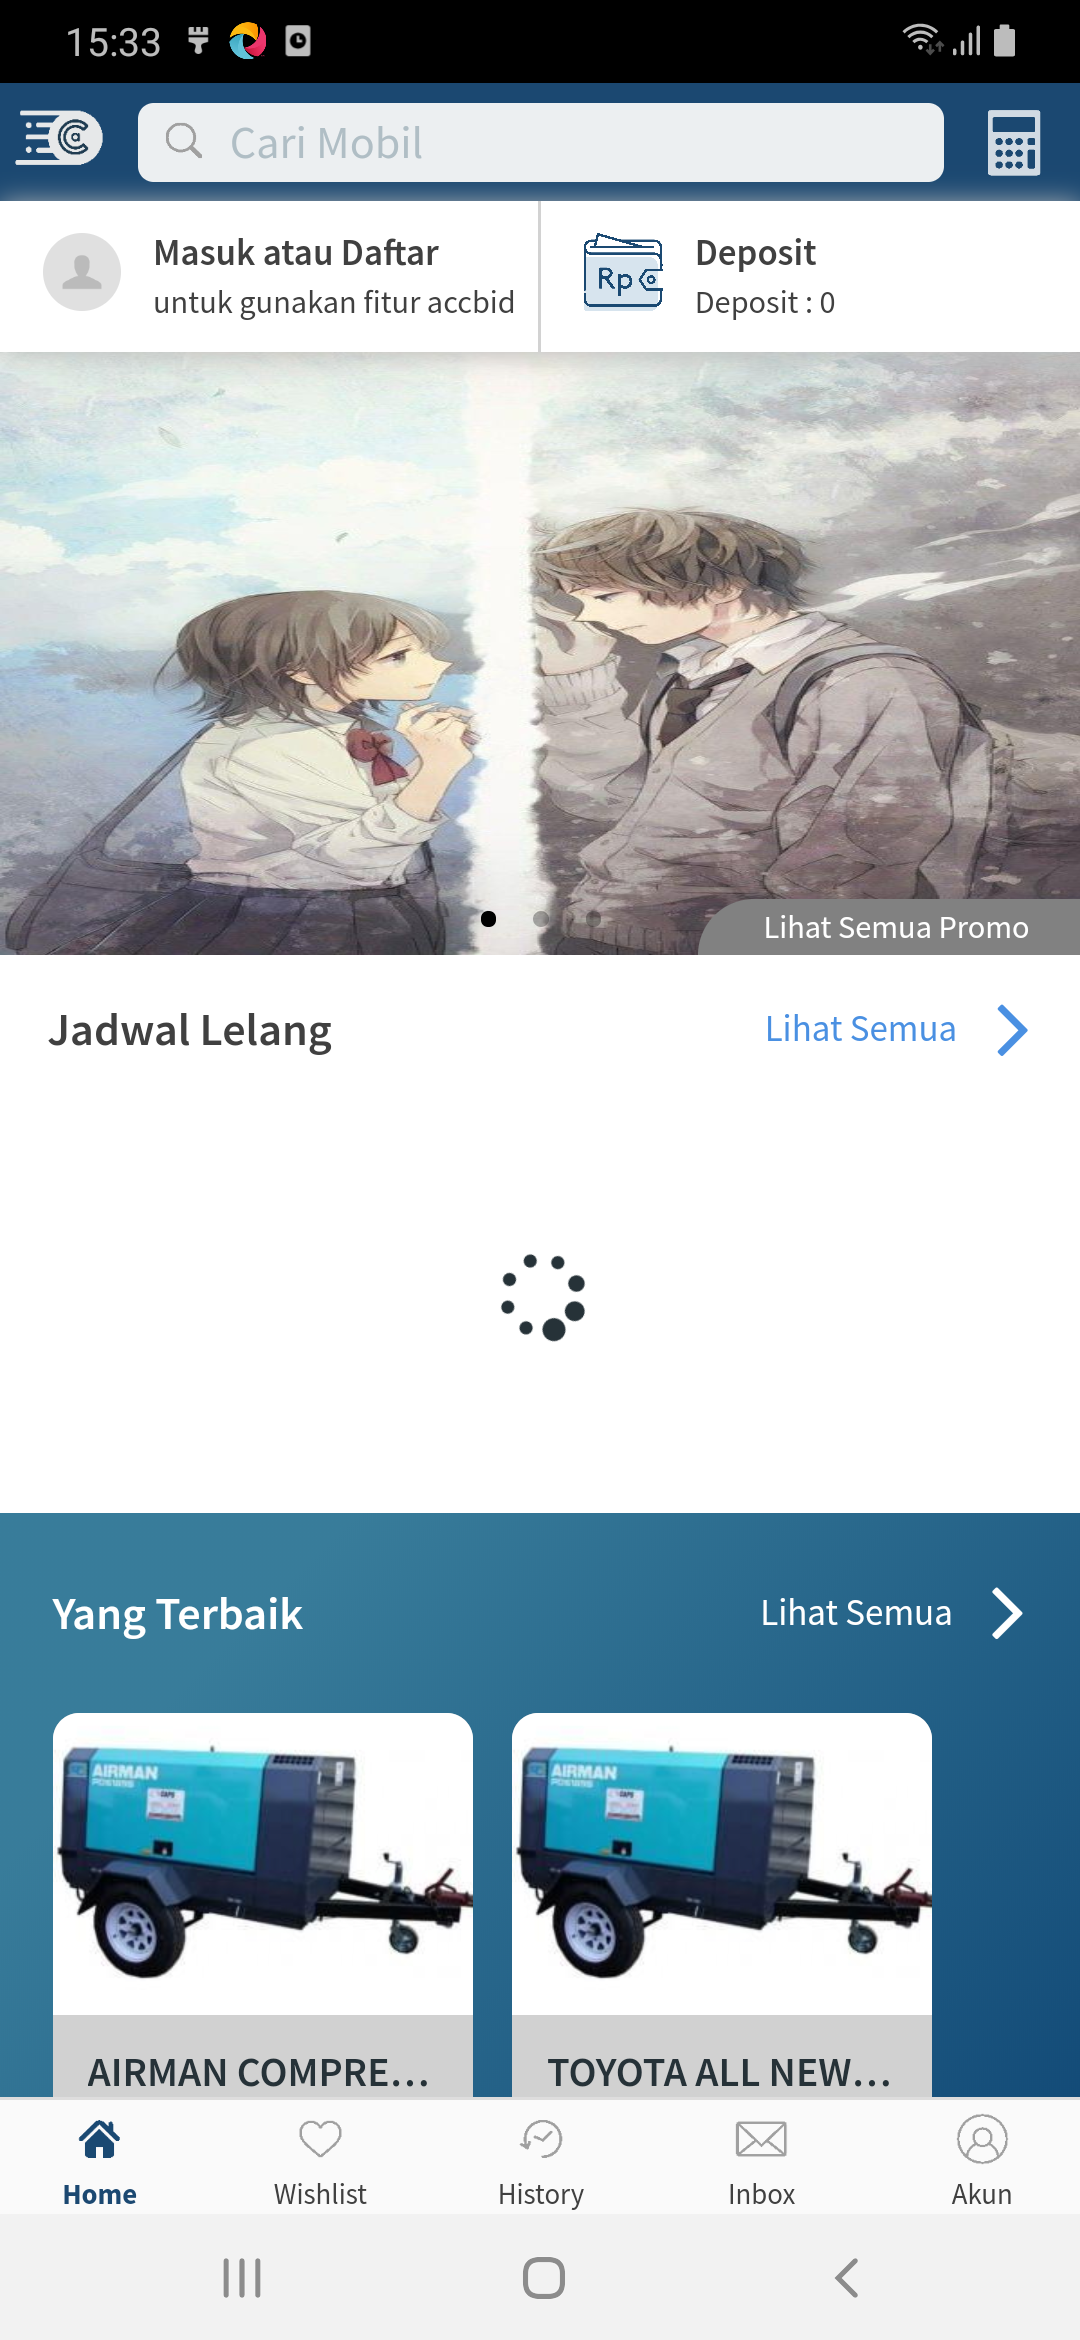 15:33
Cari Mobil
Masuk atau Daftar
untuk gunakan fitur accbid
Rp
Deposit
Deposit : 0
Lihat Semua Promo
Jadwal Lelang
Lihat Semua
Yang Terbaik
Lihat Semua
AIRMAN
AIRMAN
AIRMAN COMPRE...
TOYOTA ALL NEW...
Home
Wishlist
History
Inbox
Akun